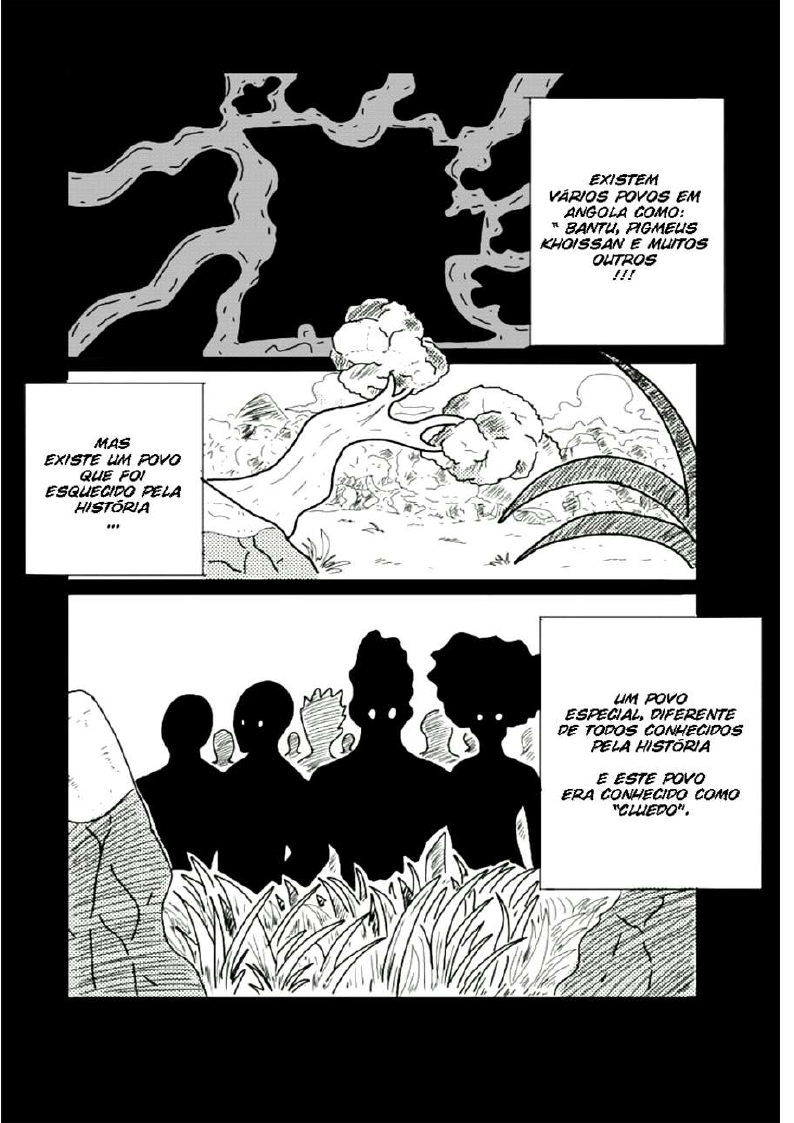 EXISTEM
VÁRIOS POVOS EM
ANGOLA COMO:
" BANTU, PIGMEUS
KHOISSAN E MUITOS
OUTROS
!!!
MAS
EXISTE UM POVO
QUE FOI
ESQUECIDO PELA
HISTÓRIA
...
UM POVO
ESPECIAL, DIFERENTE
DE TODOS CONHECIDOS
PELA HISTÓRIA
E ESTE POVO
ERA CONHECIDO COMO
"CLUEDO".